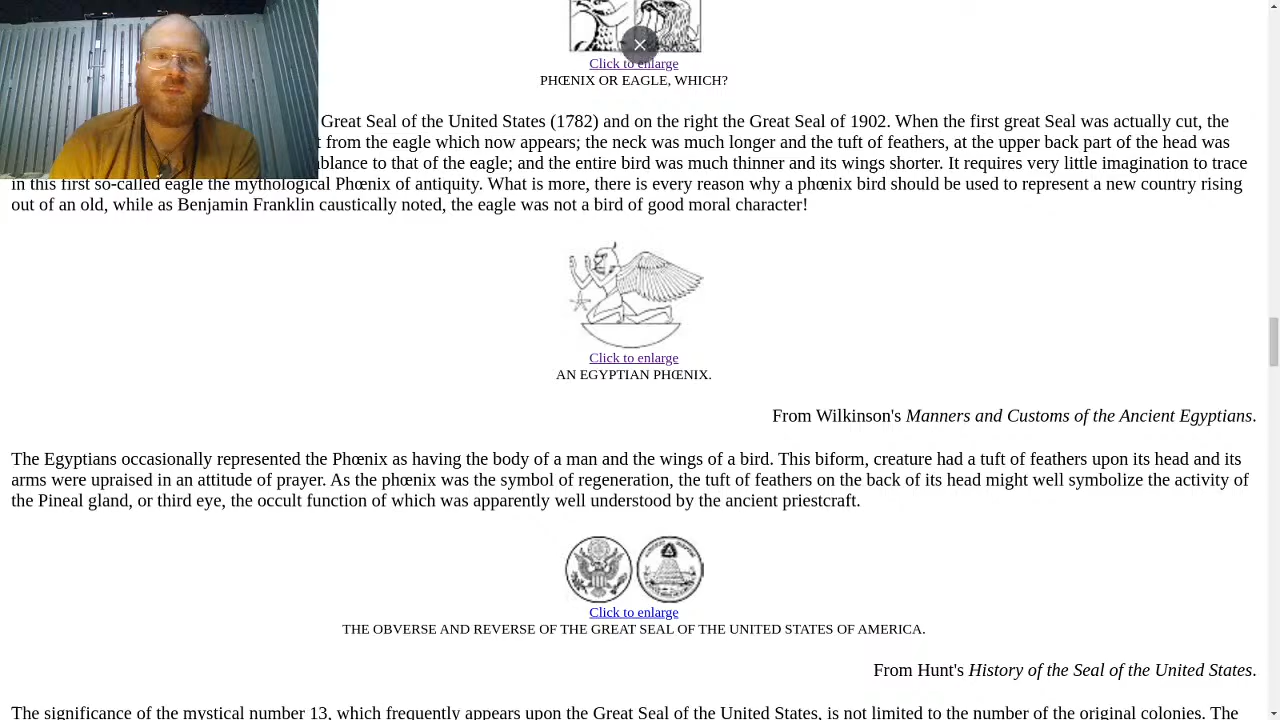 Click to enlarge
PHŒNIX OR EAGLE, WHICH?
Great Seal of the United States (1782) and on the right the Great Seal of 1902. When the first great Seal was actually cut, the
from the eagle which now appears; the neck was much longer and the tuft of feathers, at the upper back part of the head was
to that of the eagle; and the entire bird was much thinner and its wings shorter. It requires very little imagination to trace
in this first so-called eagle the mythological Phœnix of antiquity. What is more, there is every reason why a phœnix bird should be used to represent a new country rising
out of an old, while as Benjamin Franklin caustically noted, the eagle was not a bird of good moral character!
Click to enlarge
AN EGYPTIAN PHŒNIX.
From Wilkinson's Manners and Customs of the Ancient Egyptians.
The Egyptians occasionally represented the Phœnix as having the body of a man and the wings of a bird. This biform, creature had a tuft of feathers upon its head and its
arms were upraised in an attitude of prayer. As the phœnix was the symbol of regeneration, the tuft of feathers on the back of its head might well symbolize the activity of
the Pineal gland, or third eye, the occult function of which was apparently well understood by the ancient priestcraft.
Click to enlarge
THE OBVERSE AND REVERSE OF THE GREAT SEAL OF THE UNITED STATES OF AMERICA.
From Hunt's History of the Seal of the United States.
The significance of the mystical number 13, which frequently appears upon the Great Seal of the United States, is not limited to the number of the original colonies. The